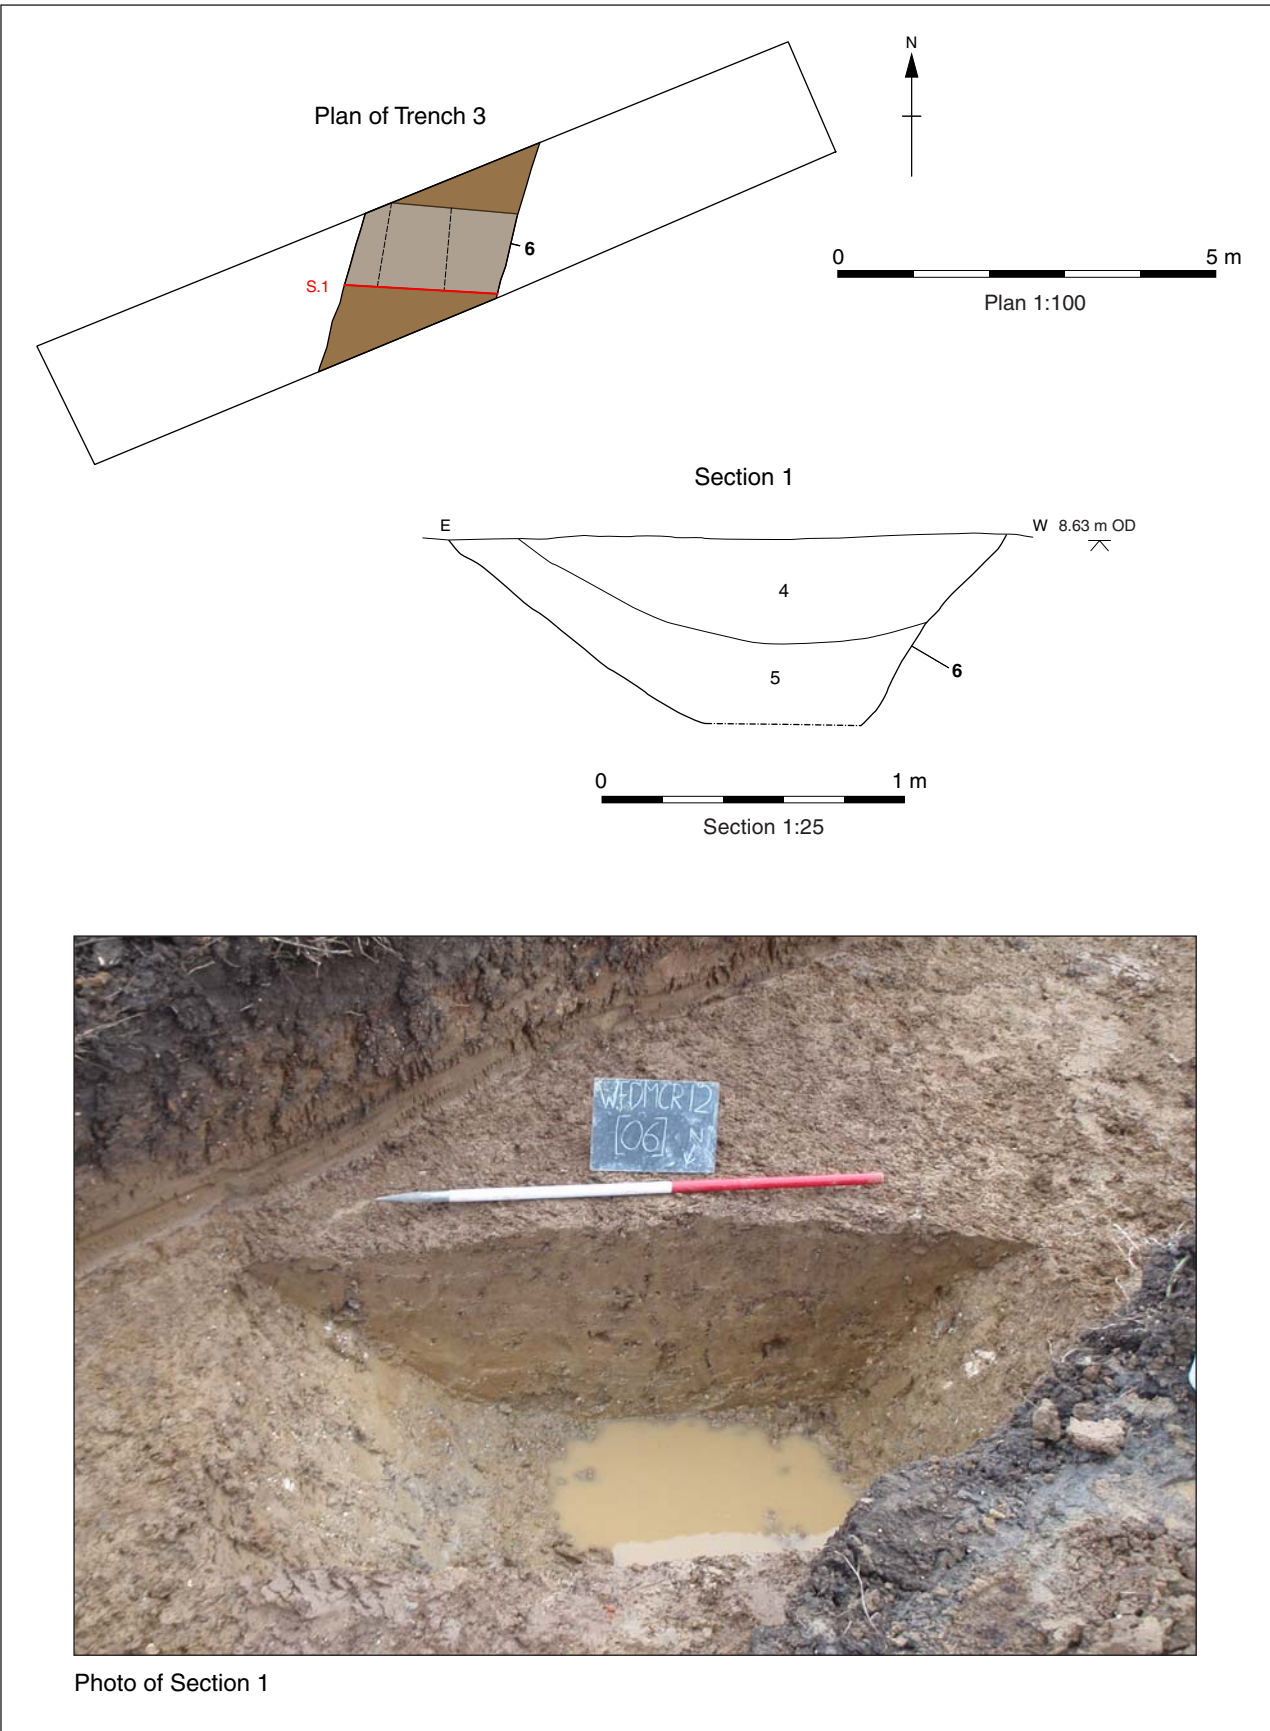 N
Plan of Trench 3
6
S.1
0 5 m
Plan 1:100
Section 1
E W 8.63 m OD
4
5
6
0 1 m
Section 1:25
WFDMCR12
[06] N
Photo of Section 1